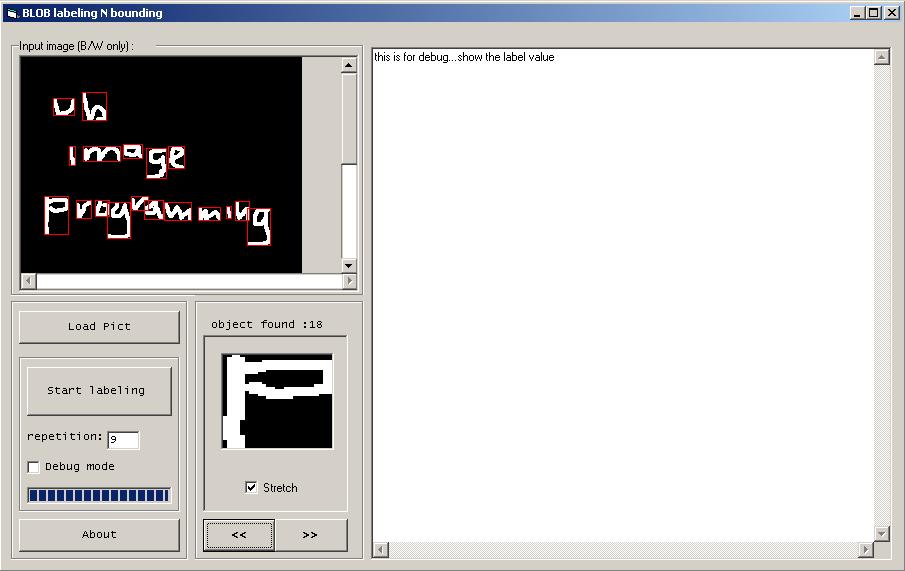 BLOB labeling N bounding
Input image (B/W only) :
vb
image
Programming
this is for debug...show the label value
Load Pict
Start labeling
repetition: 9
Debug mode
About
object found :18
P
Stretch
<< >>